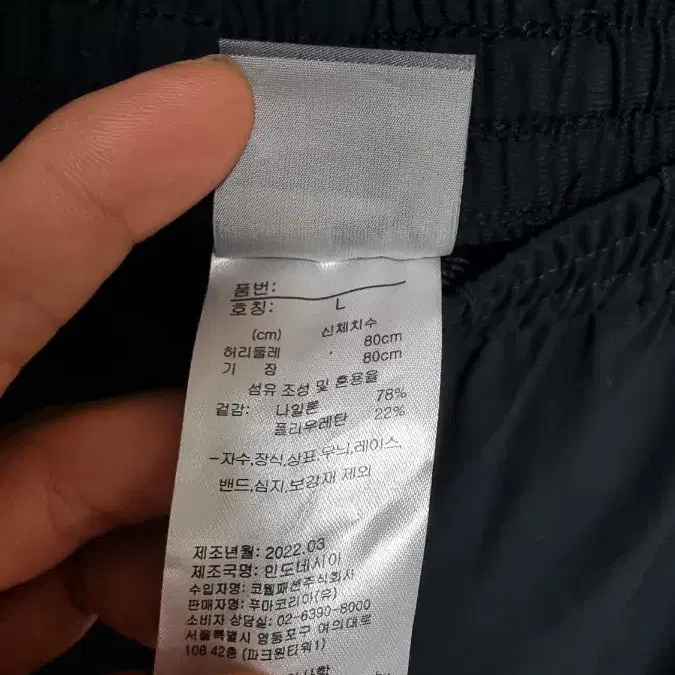 품번:
호칭: L
(cm) 신체치수
허리둘레 80cm
기 장 80cm
섬유 조성 및 혼용율
겉감: 나일론 78%
폴리우레탄 22%
-자수,장식,상표,무늬,레이스,
밴드,심지,보강재 제외
제조년월: 2022.03
제조국명: 인도네시아
수입자명: 코웰패션주식회사
판매자명: 푸마코리아(유)
소비자 상담실: 02-6390-8000
서울특별시 영등포구 여의대로
108 42층 (파크원타워1)